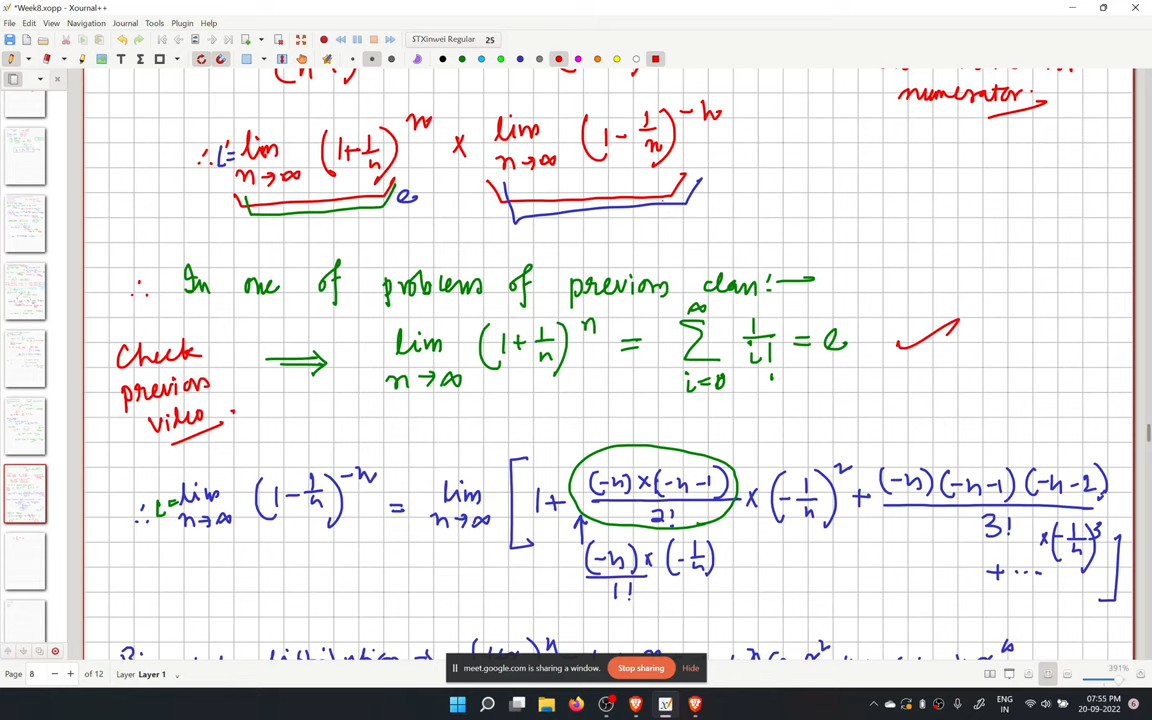 *Week8.xopp - Xournal++
File Edit View Navigation Journal Tools Plugin Help
STXinwei Regular 25
numerator.
∴ L = lim n→∞ (1+1/n)^n × lim n→∞ (1-1/n)^-n
e
∴ In one of problems of previous class:→
Check previous video.
⟹ lim n→∞ (1+1/n)^n = ∑ i=0 ∞ 1/i! = e ✓
∴ L= lim n→∞ (1-1/n)^-n = lim n→∞ [1+ (-n)×(-n-1)/2! × (-1/n)^2 + (-n)(-n-1)(-n-2)/3! × (-1/n)^3 + ...]
↑ (-n)/1! × (-1/n)
meet.google.com is sharing a window. Stop sharing Hide
Page 8 of 12 Layer Layer 1 391%
ENG IN 07:55 PM 20-09-2022 6